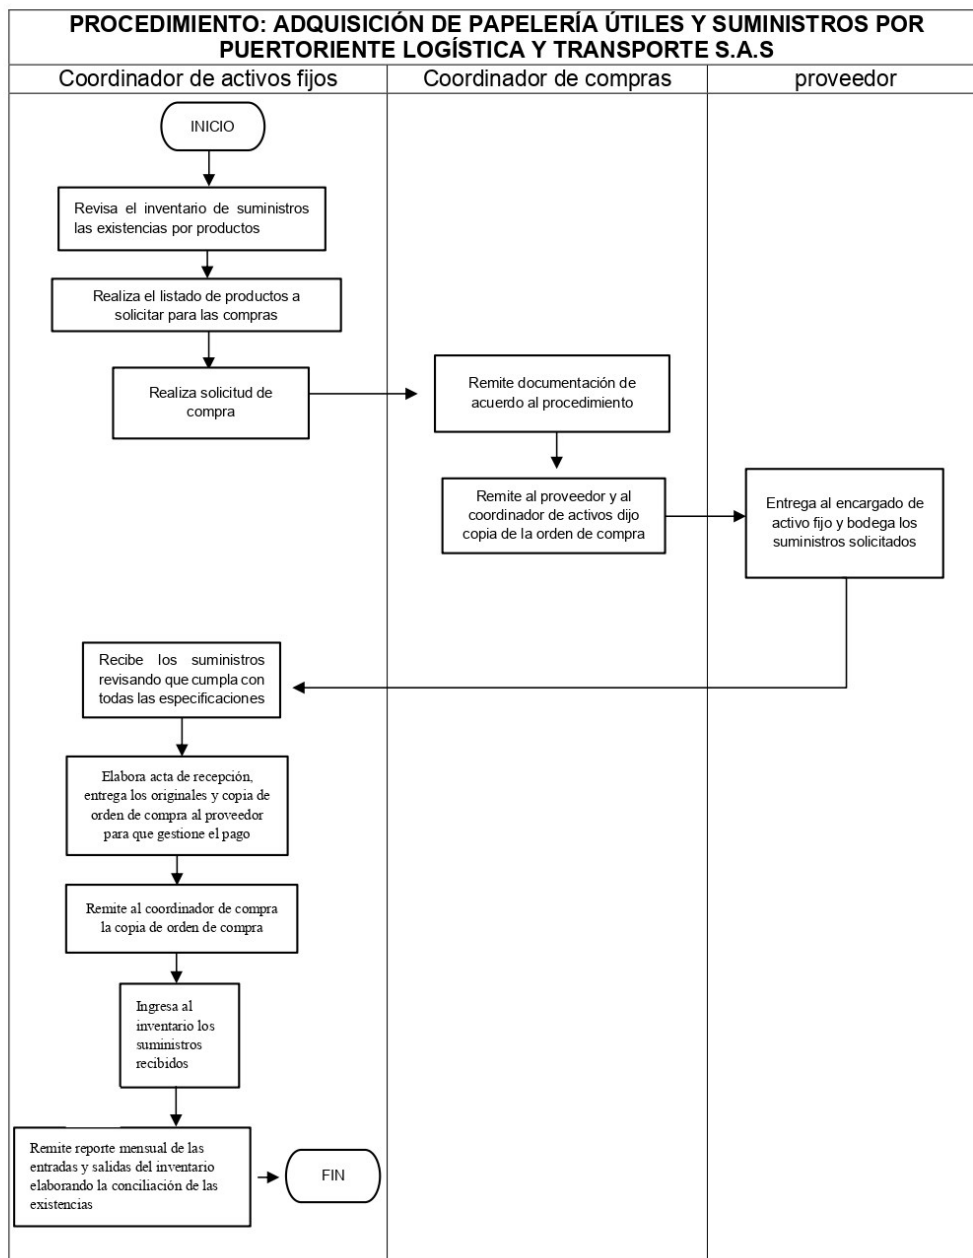 PROCEDIMIENTO: ADQUISICIÓN DE PAPELERÍA ÚTILES Y SUMINISTROS POR
PUERTORIENTE LOGÍSTICA Y TRANSPORTE S.A.S
Coordinador de activos fijos
Coordinador de compras
proveedor
INICIO
Revisa el inventario de suministros
las existencias por productos
Realiza el listado de productos a
solicitar para las compras
Realiza solicitud de
compra
Remite documentación de
acuerdo al procedimiento
Remite al proveedor y al
coordinador de activos dijo
copia de la orden de compra
Entrega al encargado de
activo fijo y bodega los
suministros solicitados
Recibe los suministros
revisando que cumpla con
todas las especificaciones
Elabora acta de recepción,
entrega los originales y copia de
orden de compra al proveedor
para que gestione el pago
Remite al coordinador de compra
la copia de orden de compra
Ingresa al
inventario los
suministros
recibidos
Remite reporte mensual de las
entradas y salidas del inventario
elaborando la conciliación de las
existencias
FIN